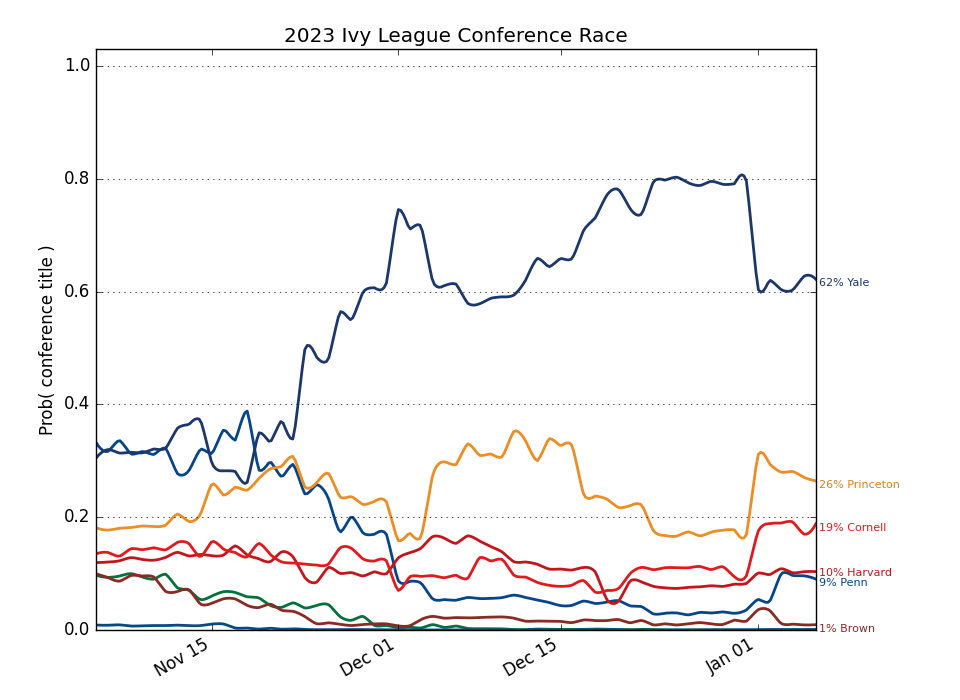 2023 Ivy League Conference Race
Prob( conference title )
1.0
0.8
0.6
0.4
0.2
0.0
Nov 15
Dec 01
Dec 15
Jan 01
62% Yale
26% Princeton
19% Cornell
10% Harvard
9% Penn
1% Brown